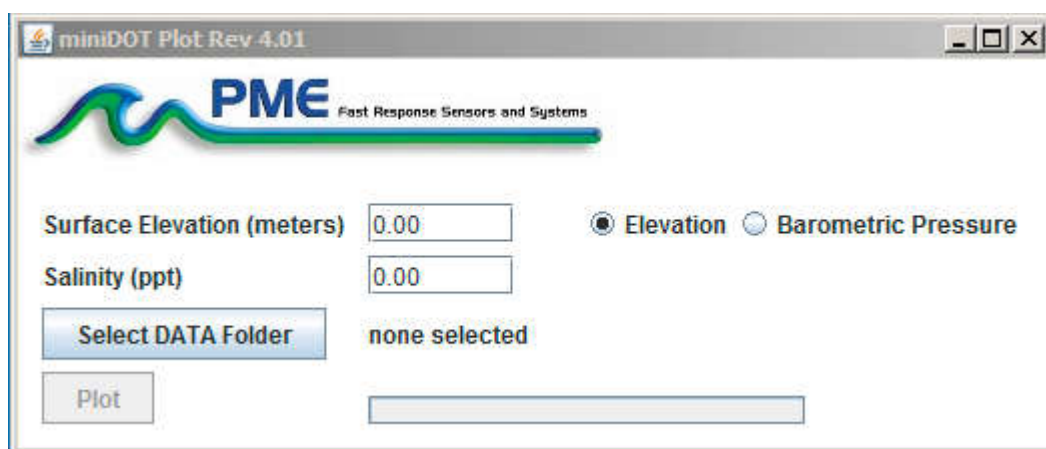 miniDOT Plot Rev 4.01
PME Fast Response Sensors and Systems
Surface Elevation (meters) 0.00 Elevation Barometric Pressure
Salinity (ppt) 0.00
Select DATA Folder none selected
Plot